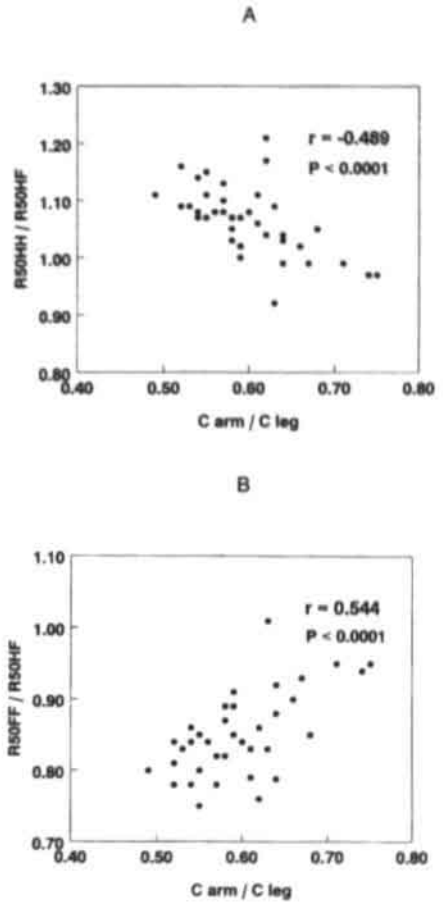 A
1.30
1.20
1.10
1.00
0.90
0.80
R50HH / R50HF
r = -0.489
P < 0.0001
0.40 0.50 0.60 0.70 0.80
C arm / C leg
B
1.10
1.00
0.90
0.80
0.70
R50FF / R50HF
r = 0.544
P < 0.0001
0.40 0.50 0.60 0.70 0.80
C arm / C leg